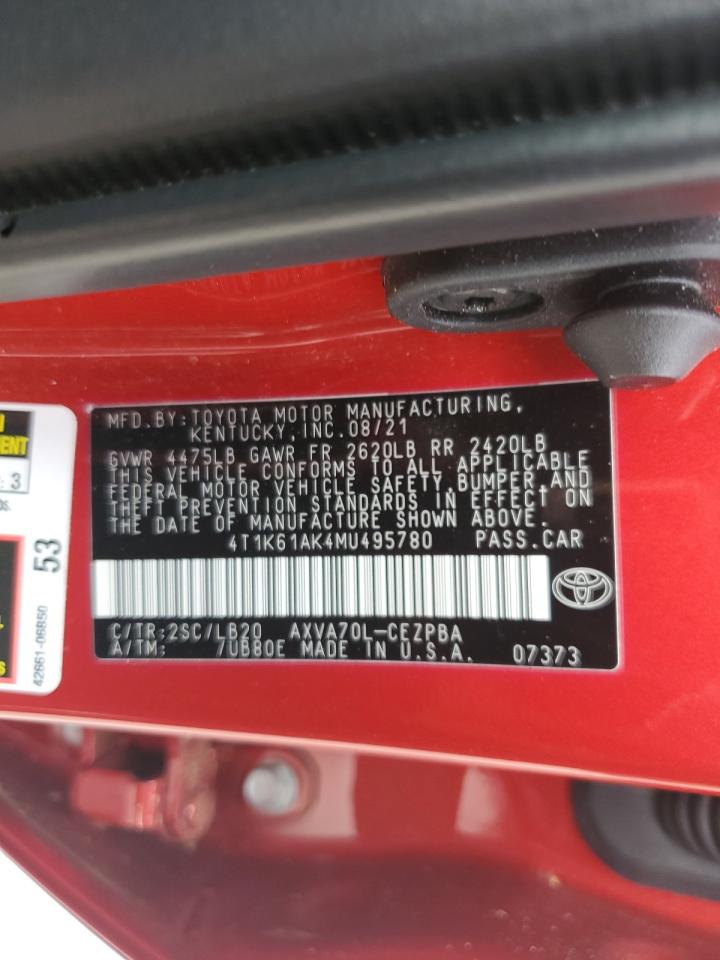 MFD. BY: TOYOTA MOTOR MANUFACTURING,
KENTUCKY, INC. 08/21
GVWR 4475LB GAWR FR 2620LB RR 2420LB
THIS VEHICLE CONFORMS TO ALL APPLICABLE
FEDERAL MOTOR VEHICLE SAFETY, BUMPER, AND
THEFT PREVENTION STANDARDS IN EFFECT ON
THE DATE OF MANUFACTURE SHOWN ABOVE.
4T1K61AK4MU495780 PASS. CAR
C/TR: 2SC/LB20 AXVA70L-CEZPBA
A/TM: /UB80E MADE IN U.S.A. 07373
53
42661-06B50